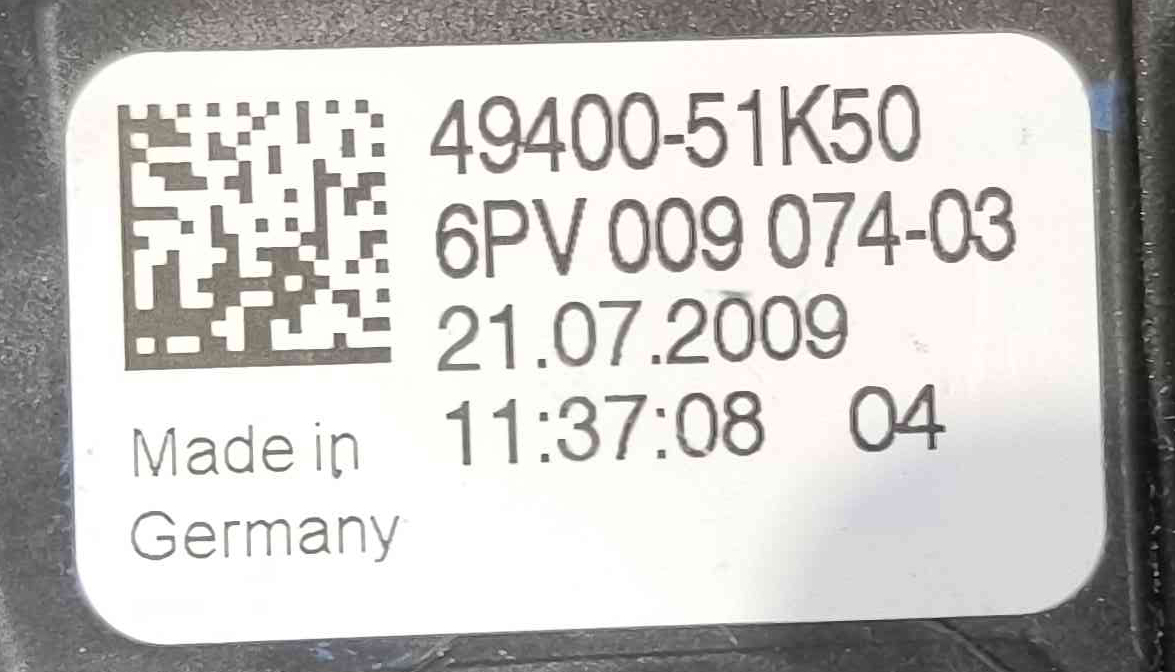 49400-51K50
6PV 009 074-03
21.07.2009
11:37:08 04
Made in
Germany